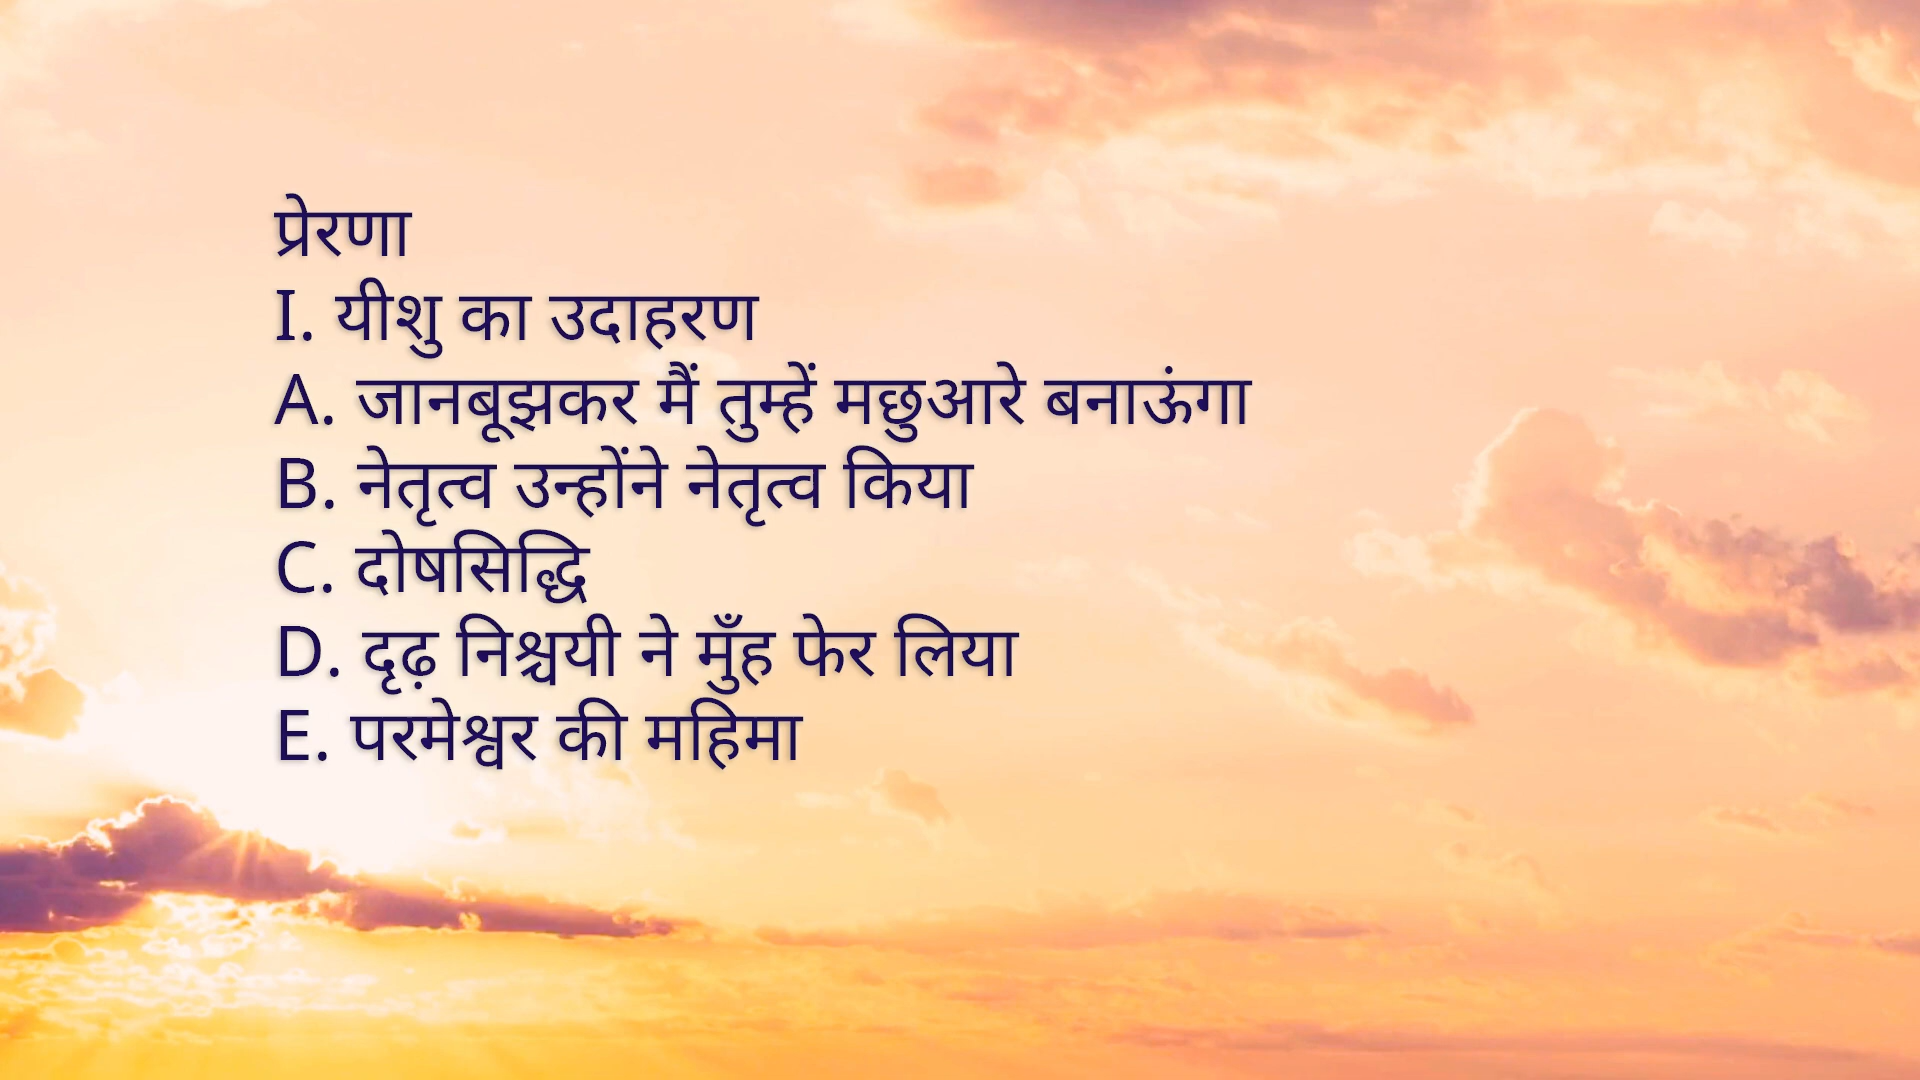 प्रेरणा
I. यीशु का उदाहरण
A. जानबूझकर मैं तुम्हें मछुआरे बनाऊंगा
B. नेतृत्व उन्होंने नेतृत्व किया
C. दोषसिद्धि
D. दृढ़ निश्चयी ने मुँह फेर लिया
E. परमेश्वर की महिमा